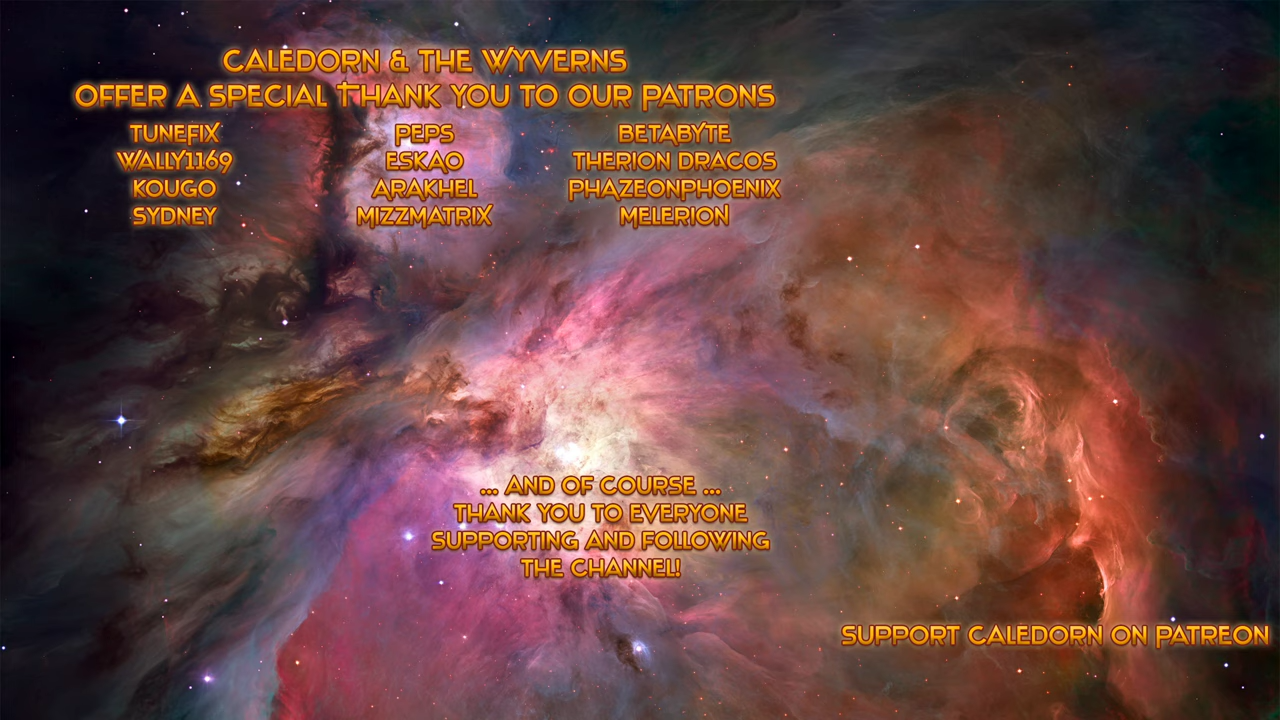 CALEDORN & THE WYVERNS
OFFER A SPECIAL THANK YOU TO OUR PATRONS
TUNEFIX PEPS BETABYTE
WALLY1169 ESKAO THERION DRACOS
KOUGO ARAKHEL PHAZEONPHOENIX
SYDNEY MIZZMATRIX MELERION
... AND OF COURSE ...
THANK YOU TO EVERYONE
SUPPORTING AND FOLLOWING
THE CHANNEL!
SUPPORT CALEDORN ON PATREON